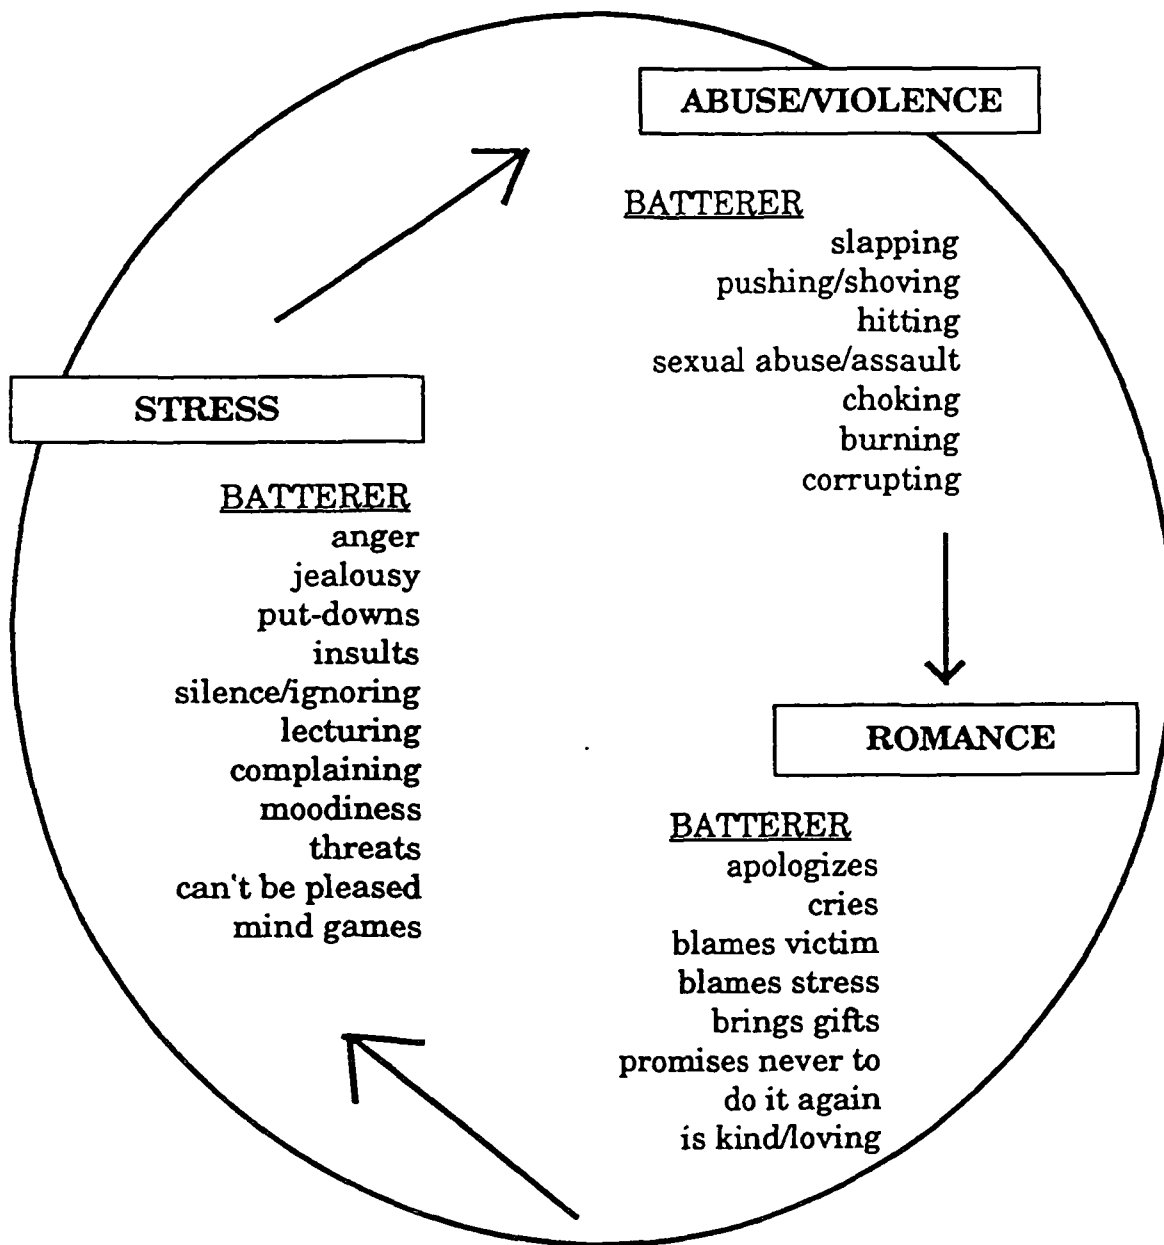 ABUSE/VIOLENCE
BATTERER
slapping
pushing/shoving
hitting
sexual abuse/assault
choking
burning
corrupting
STRESS
BATTERER
anger
jealousy
put-downs
insults
silence/ignoring
lecturing
complaining
moodiness
threats
can't be pleased
mind games
ROMANCE
BATTERER
apologizes
cries
blames victim
blames stress
brings gifts
promises never to
do it again
is kind/loving